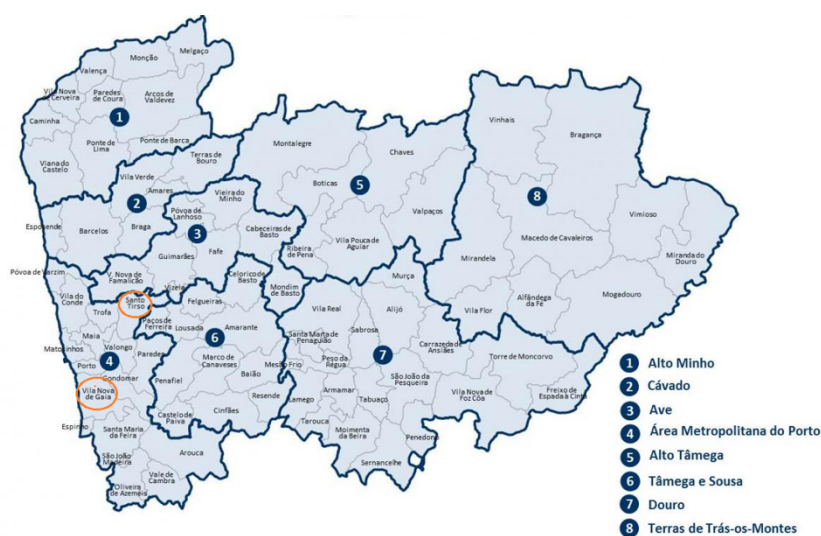 Melgaço
Monção
Valença
Vila Nova
de Cerveira
Paredes
de Coura
Arcos de
Valdevez
Caminha
1
Ponte de
Lima
Ponte de Barca
Viana do
Castelo
Terras de
Bouro
Vila Verde
Amares
2
Vieira do
Minho
Póvoa de
Lanhoso
3
Esposende
Barcelos
Braga
Cabeceiras de
Basto
Guimarães
Fafe
Montalegre
Chaves
Boticas
5
Valpaços
Vila Pouca de
Aguiar
Ribeira
de Pena
Vinhais
Bragança
8
Vimioso
Macedo de Cavaleiros
Miranda do
Douro
Mirandela
Mogadouro
Alfândega
da Fé
Vila Flor
Póvoa de Varzim
V. Nova de
Famalicão
Vizela
Celorico de
Basto
Mondim
de Basto
Vila do
Conde
Santo
Tirso
Trofa
Felgueiras
Paços de
Ferreira
Lousada
Amarante
6
Maia
Matosinhos
Valongo
Paredes
Porto
4
Gondomar
Marco de
Canaveses
Baião
Mesão Frio
Penafiel
Vila Nova
de Gaia
Resende
Castelo de
Paiva
Cinfães
Espinho
Santa Maria
da Feira
Arouca
São João
Madeira
Vale de
Cambra
Oliveira
de Azeméis
Murça
Vila Real
Alijó
Sabrosa
Santa Marta de
Penaguião
Carrazeda de
Ansiães
Peso da
Régua
7
Torre de Moncorvo
São João da
Pesqueira
Lamego
Armamar
Tabuaço
Vila Nova de
Foz Côa
Freixo de
Espada à Cinta
Tarouca
Moimenta
da Beira
Penedono
Sernancelhe
1 Alto Minho
2 Cávado
3 Ave
4 Área Metropolitana do Porto
5 Alto Tâmega
6 Tâmega e Sousa
7 Douro
8 Terras de Trás-os-Montes